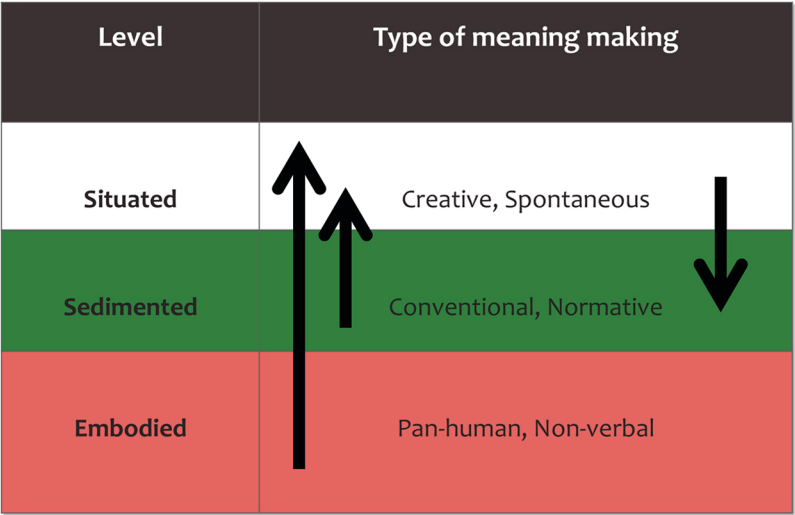 Level Type of meaning making
Situated Creative, Spontaneous
Sedimented Conventional, Normative
Embodied Pan-human, Non-verbal